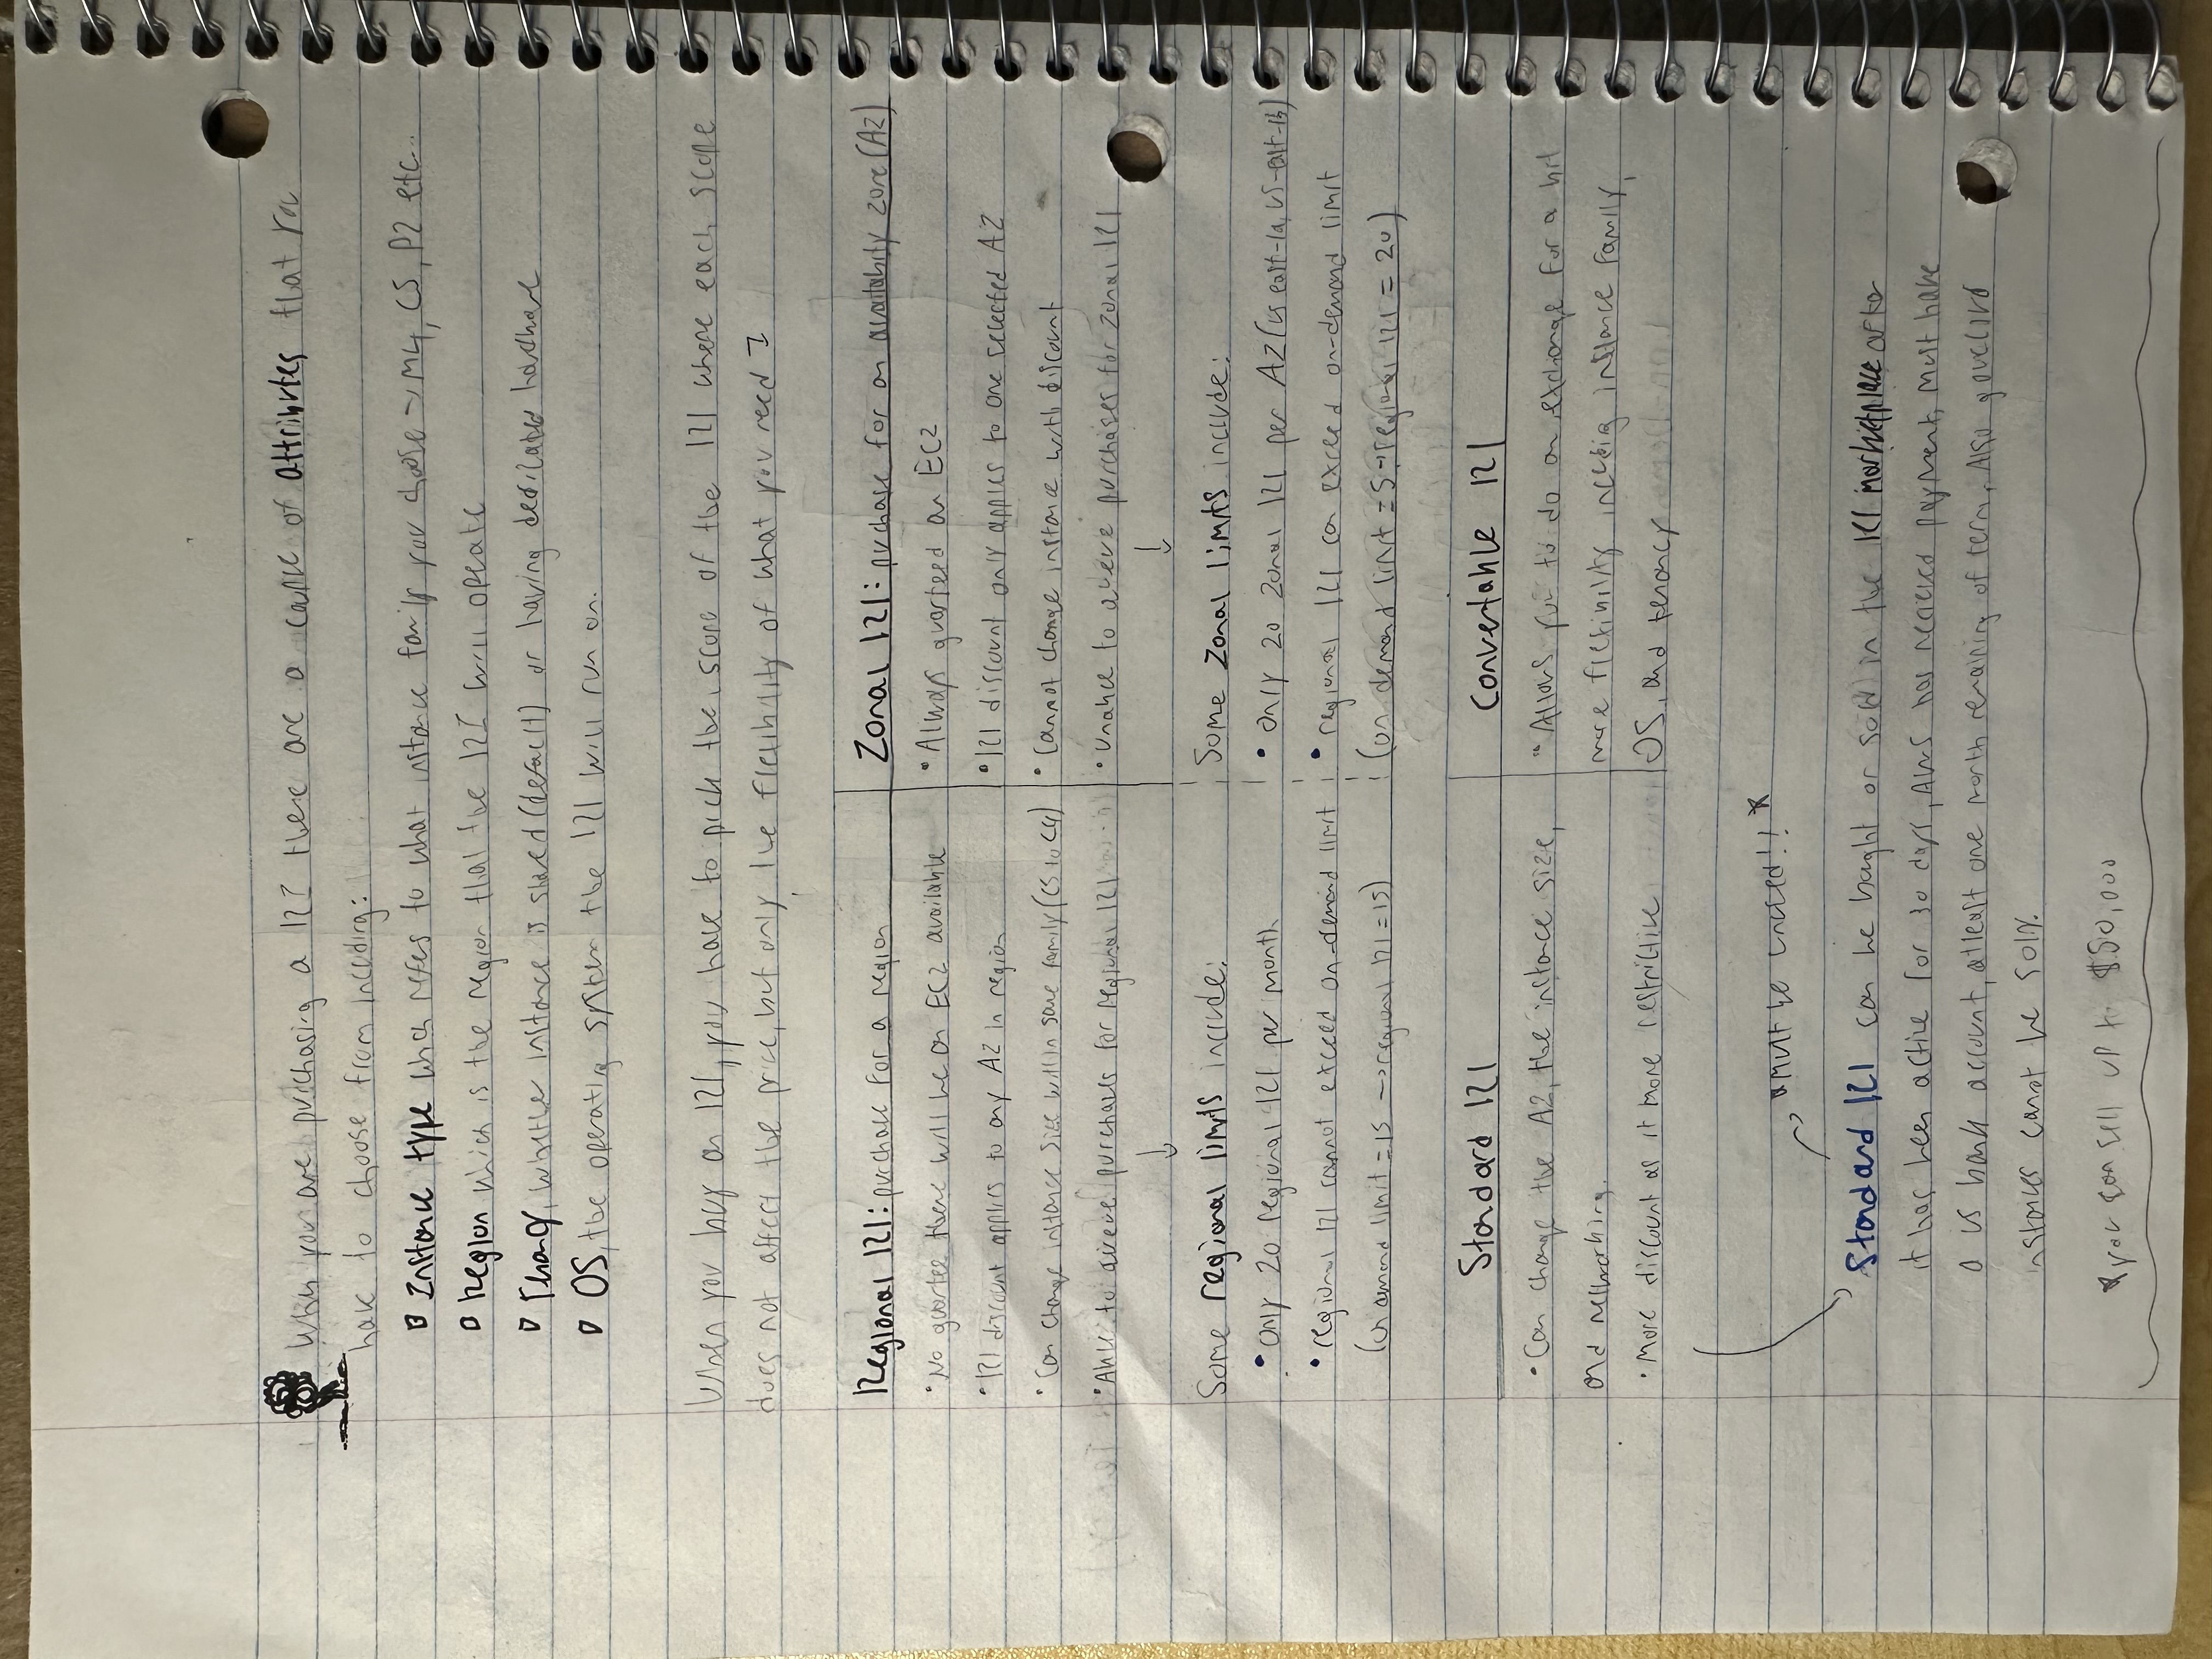 When you are purchasing a RI there are a couple of attributes that you
have to choose from incuding:
Instance type which refes to what instance family you choose → M4, C5, P2 etc..
Region which is the region that the RI will opeate
Tenancy, whether instance is shared (default) or having dedicated hardware
OS, the operating system the RI will run on.
When you buy an RI, you have to pick the scope of the RI where each scope
does not affect the price, but only the flexibility of what you need I
Regional RI: purchase for a region
• No guartee there will be an EC2 available
• RI discount applies to any AZ in region
• Can change instance size within same family (C5 to C4)
• Able to queue purchases for regional RI
↓
Some regional limits include:
• Only 20 regional RI per month
• regional RI cannot exceed on-demand limit
(on demand limit = 15 → regional RI = 15)
Zonal RI: puchase for an availability zone (AZ)
• Always guarteed an EC2
• RI discount only applies to one selected AZ
• Cannot change instance with discount
• Unable to queue purchases for zonal RI
↓
Some zonal limits include:
• Only 20 zonal RI per AZ (us east-1a, us-east-1b)
• regional RI can exceed on-demand limit
(on demand limit = 5 → regional RI = 20)
Standard RI
• Can change the AZ, the instance size,
and networking.
• More discount as it more restrictive
Convertable RI
• Allows you to do an exchange for a bit
more flexibility incuding instance family,
OS, and tenancy
*Must be unused!! *
Standard RI can be bought or sold in the RI marketplace after
it has been active for 30 days, AWS has recieved payment, must have
a US bank account, atleast one month remaining of term. Also
instances canot be
*you can sell up to $50,000